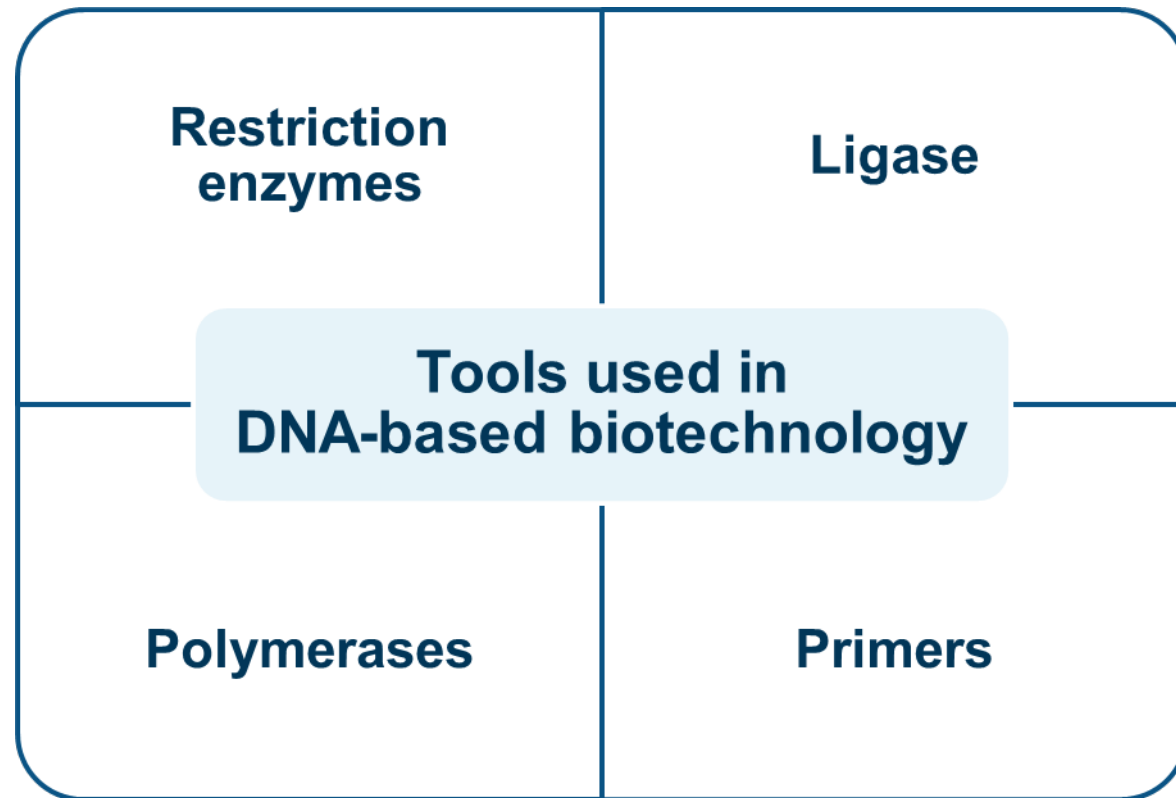 Restriction
enzymes
Ligase
Tools used in
DNA-based biotechnology
Polymerases
Primers